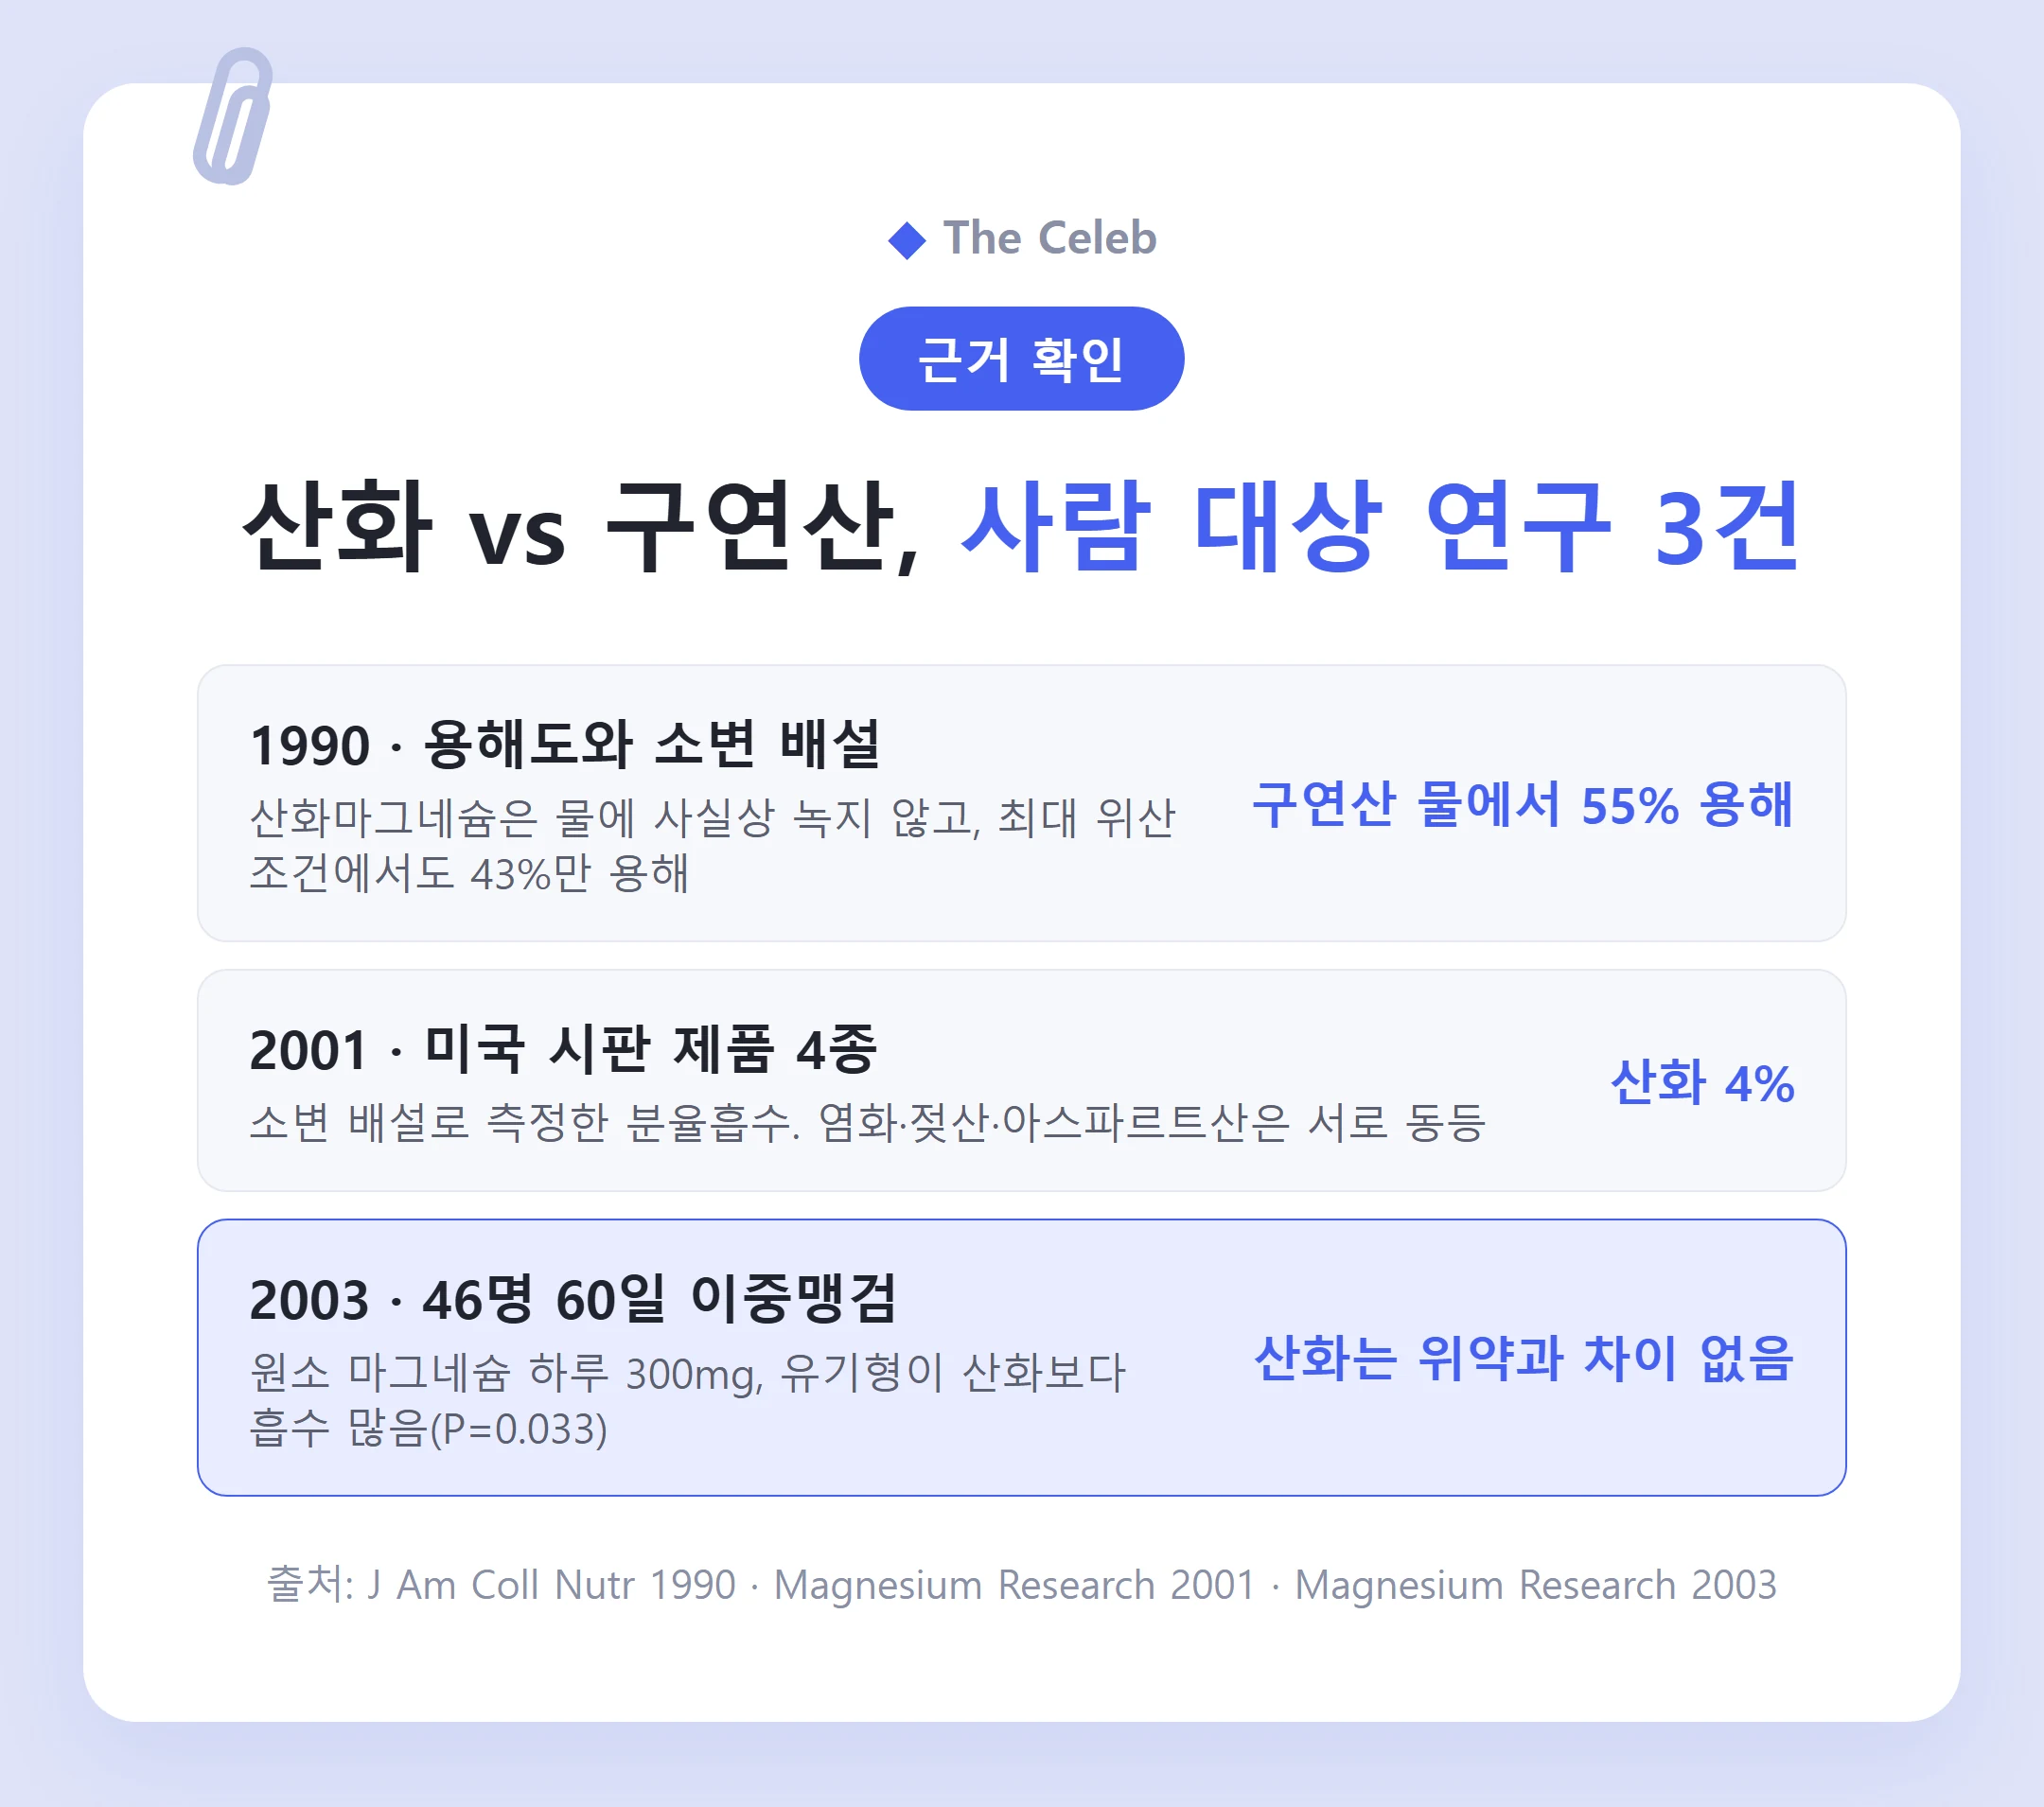 The Celeb
근거 확인
산화 vs 구연산, 사람 대상 연구 3건
1990 · 용해도와 소변 배설
산화마그네슘은 물에 사실상 녹지 않고, 최대 위산
조건에서도 43%만 용해
구연산 물에서 55% 용해
2001 · 미국 시판 제품 4종
소변 배설로 측정한 분율흡수. 염화·젖산·아스파르트산은 서로 동등
산화 4%
2003 · 46명 60일 이중맹검
원소 마그네슘 하루 300mg, 유기형이 산화보다
흡수 많음(P=0.033)
산화는 위약과 차이 없음
출처: J Am Coll Nutr 1990 · Magnesium Research 2001 · Magnesium Research 2003